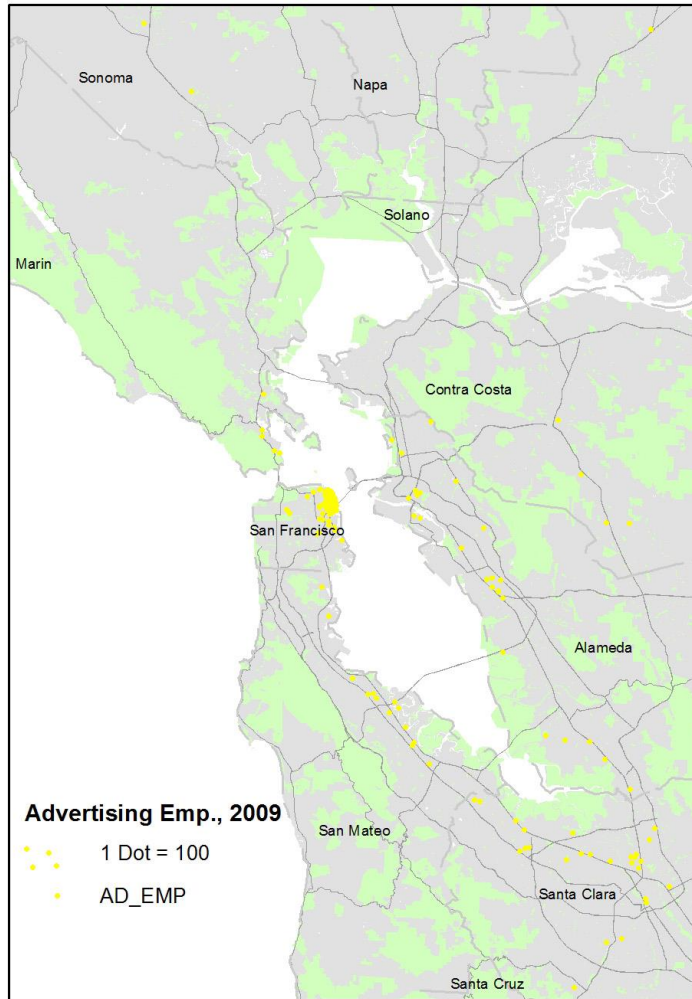 Sonoma
Napa
Solano
Marin
Contra Costa
San Francisco
Alameda
Advertising Emp., 2009
1 Dot = 100
San Mateo
AD_EMP
Santa Clara
Santa Cruz